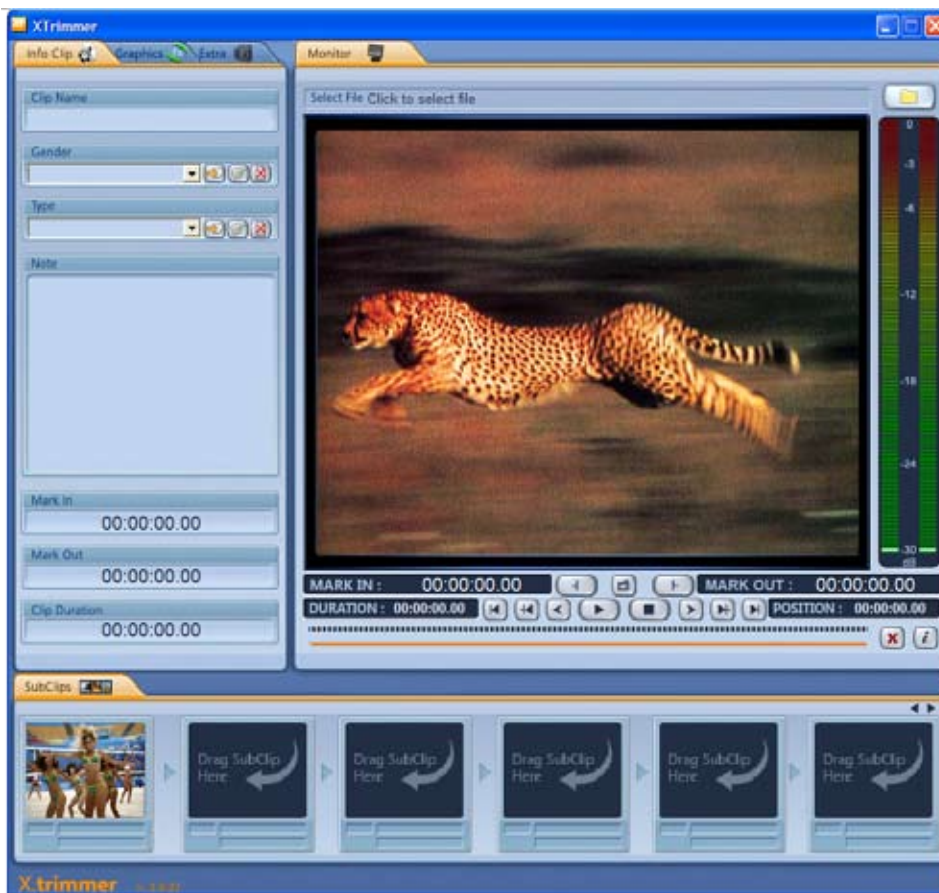 XTrimmer
Info Clip
Graphics
Extra
Clip Name
Gender
Type
Note
Mark In
00:00:00.00
Mark Out
00:00:00.00
Clip Duration
00:00:00.00
Monitor
Select File Click to select file
0
-3
-12
-18
-24
-30
dB
MARK IN : 00:00:00.00
MARK OUT : 00:00:00.00
DURATION : 00:00:00.00
POSITION : 00:00:00.00
SubClips
Drag SubClip
Here
Drag SubClip
Here
Drag SubClip
Here
Drag SubClip
Here
Drag SubClip
Here
X.trimmer